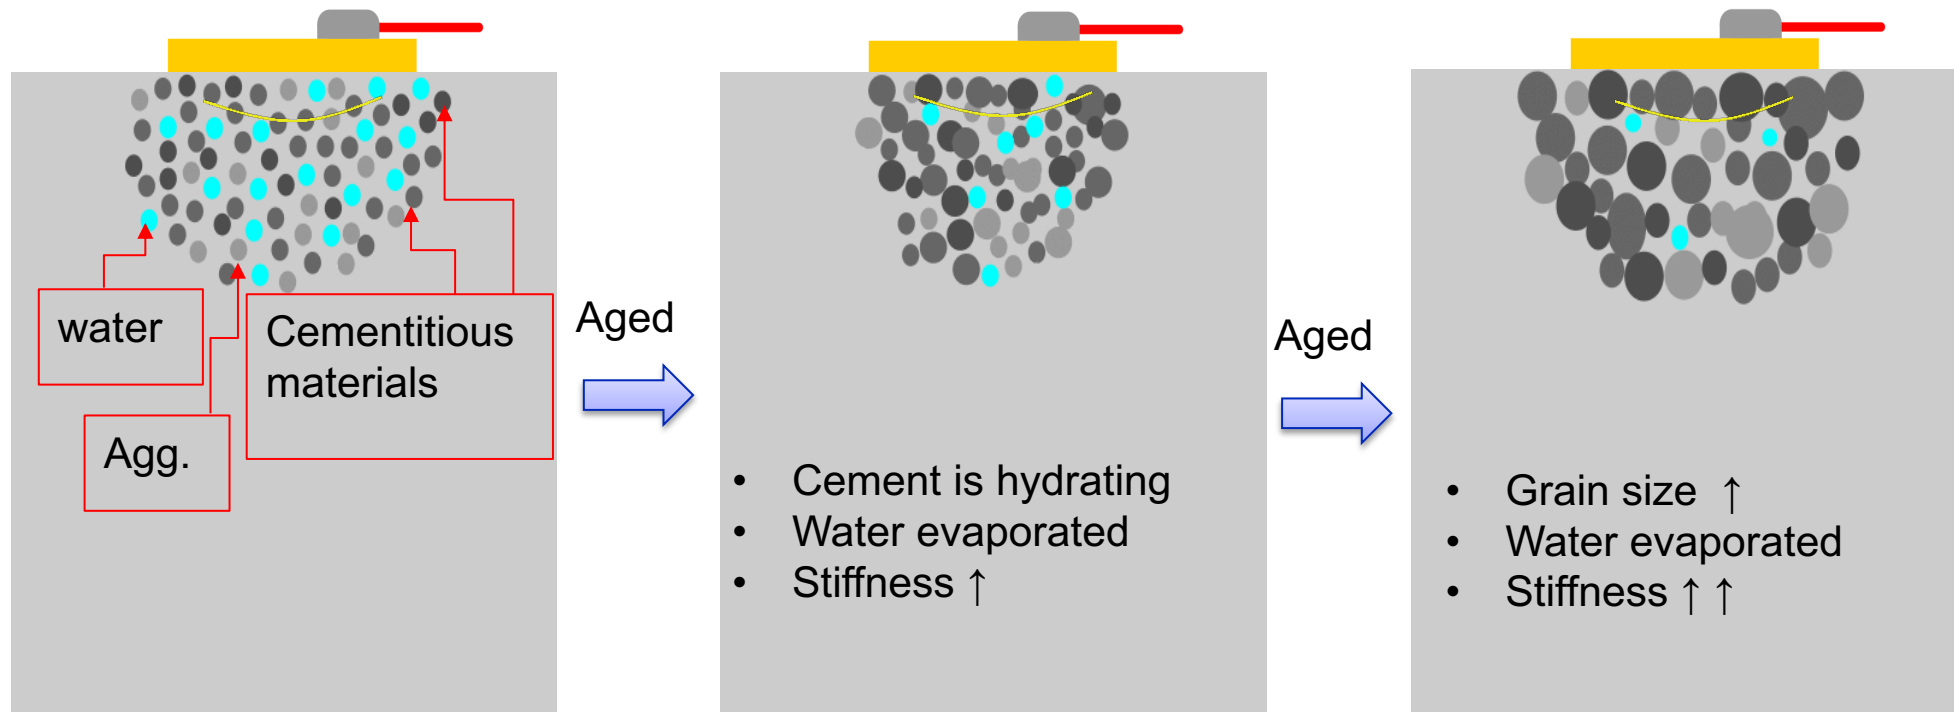 water
Agg.
Cementitious
materials
Aged
• Cement is hydrating
• Water evaporated
• Stiffness ↑
Aged
• Grain size ↑
• Water evaporated
• Stiffness ↑ ↑